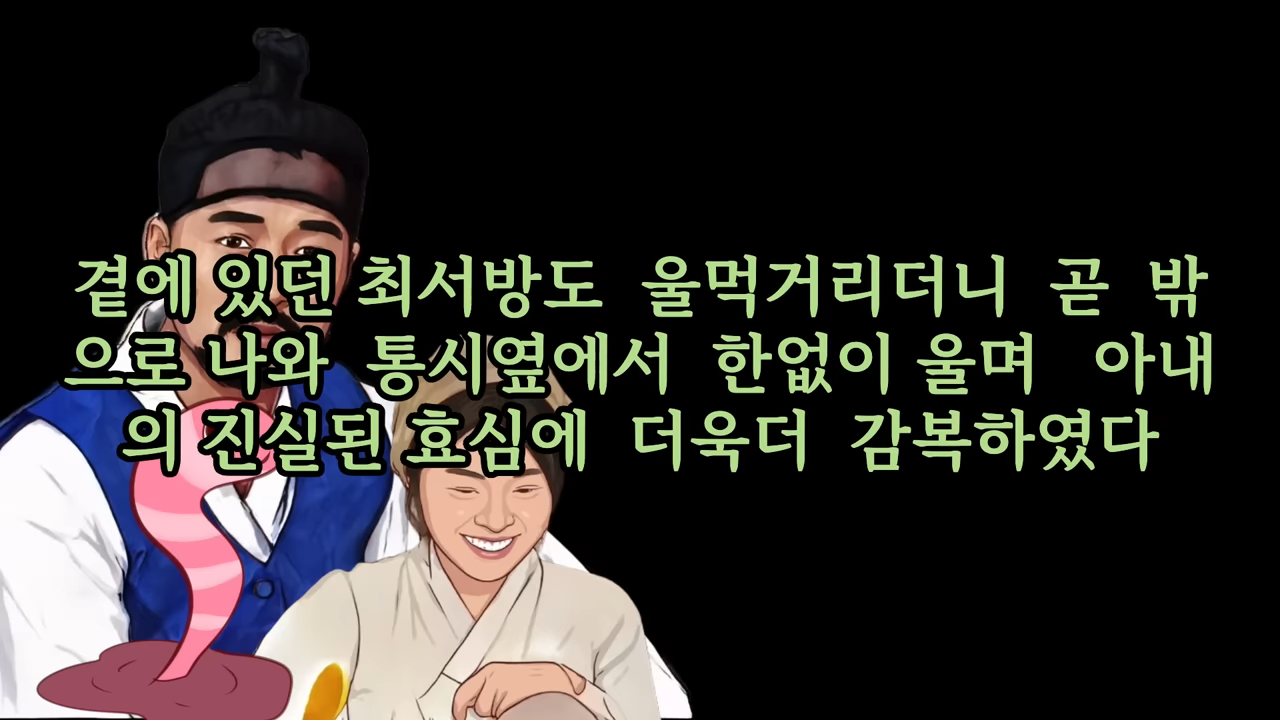 곁에 있던 최서방도 울먹거리더니 곧 밖
으로 나와 통시옆에서 한없이 울며 아내
의 진실된 효심에 더욱더 감복하였다